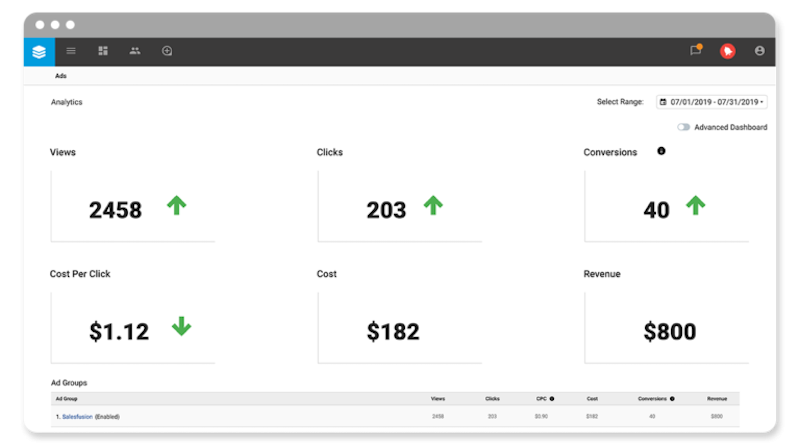 Ads
Analytics
Select Range: 07/01/2019 - 07/31/2019
Advanced Dashboard
Views
Clicks
Conversions
2458
203
40
Cost Per Click
Cost
Revenue
$1.12
$182
$800
Ad Groups
Ad Group Views Clicks CPC Cost Conversions Revenue
1. Salesfusion (Enabled) 2458 203 $0.90 $182 40 $800